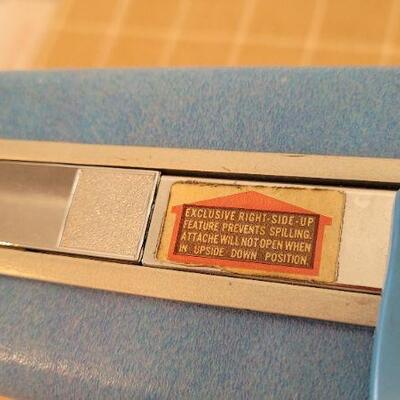 EXCLUSIVE RIGHT-SIDE-UP
FEATURE PREVENTS SPILLING.
ATTACHE WILL NOT OPEN WHEN
IN UPSIDE DOWN POSITION.